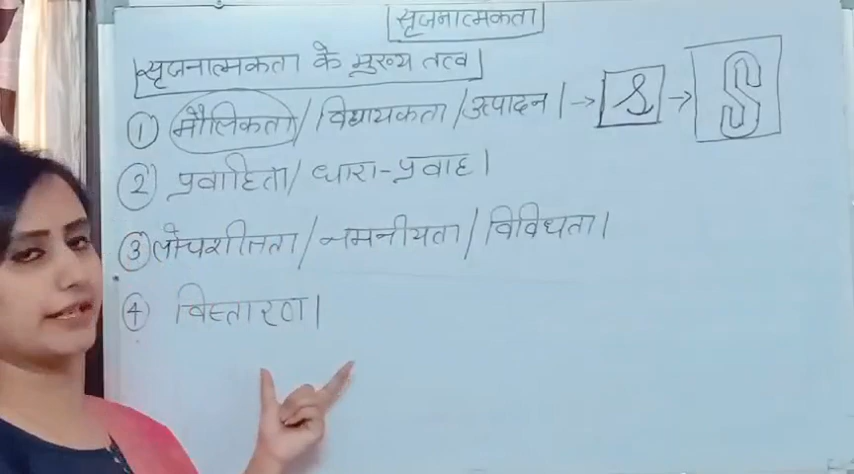 सृजनात्मकता
सृजनात्मकता के मुख्य तत्व
① मौलिकता / विधायकता / उत्पादन। → S → S
② प्रवाहिता / धारा-प्रवाह।
③ लोचशीलता / नमनीयता / विविधता।
④ विस्तारण।